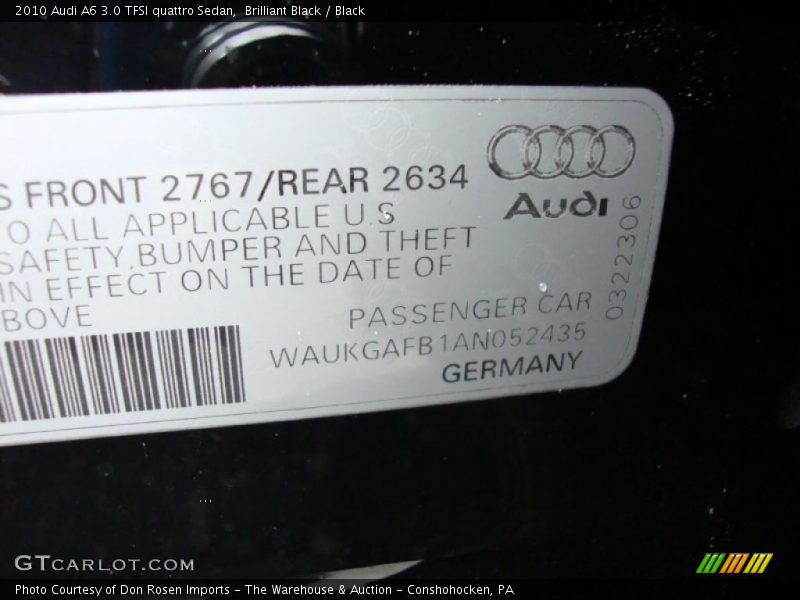 2010 Audi A6 3.0 TFSI quattro Sedan,  Brilliant Black / Black
S FRONT 2767/REAR 2634
O ALL APPLICABLE U S
SAFETY,BUMPER AND THEFT
IN EFFECT ON THE DATE OF
BOVE
Audi
0322306
PASSENGER CAR
WAUKGAFB1AN052435
GERMANY
GTCARLOT.COM
Photo Courtesy of Don Rosen Imports - The Warehouse & Auction - Conshohocken, PA